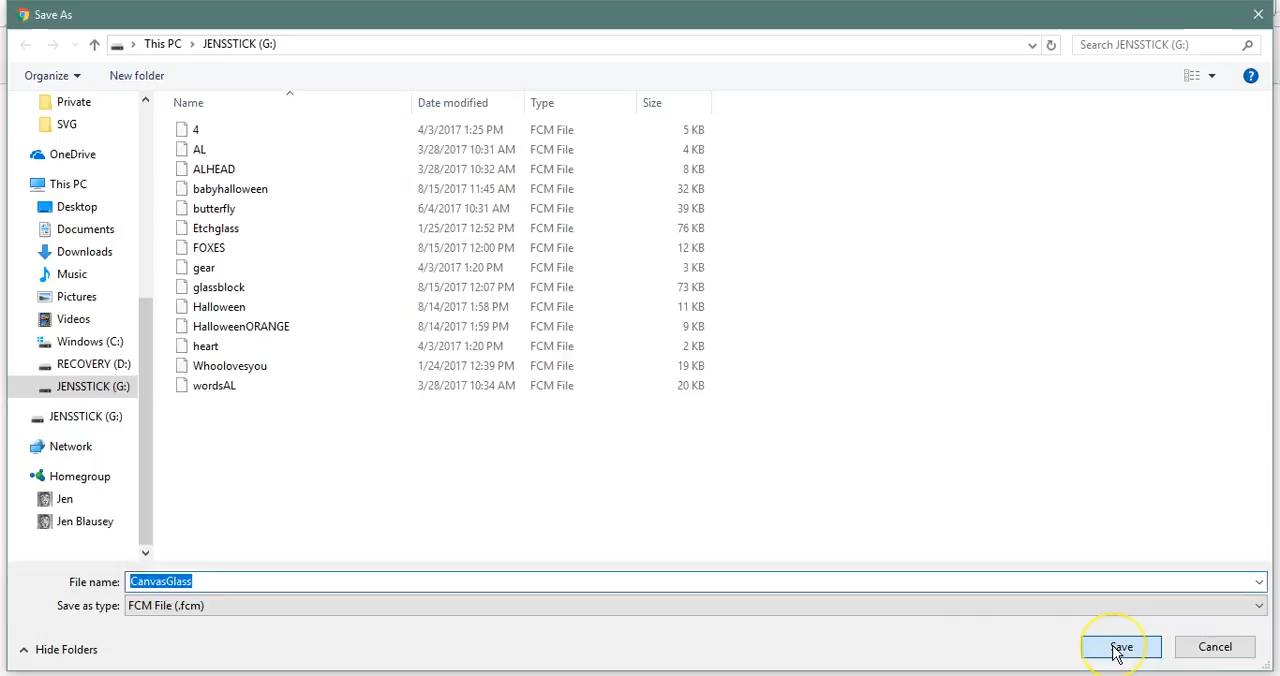 Save As
This PC > JENSSTICK (G:)
Search JENSSTICK (G:)
Organize
New folder
Private
SVG
OneDrive
This PC
Desktop
Documents
Downloads
Music
Pictures
Videos
Windows (C:)
RECOVERY (D:)
JENSSTICK (G:)
JENSSTICK (G:)
Network
Homegroup
Jen
Jen Blausey
Name Date modified Type Size
4 4/3/2017 1:25 PM FCM File 5 KB
AL 3/28/2017 10:31 AM FCM File 4 KB
ALHEAD 3/28/2017 10:32 AM FCM File 8 KB
babyhalloween 8/15/2017 11:45 AM FCM File 32 KB
butterfly 6/4/2017 10:31 AM FCM File 39 KB
Etchglass 1/25/2017 12:52 PM FCM File 76 KB
FOXES 8/15/2017 12:00 PM FCM File 12 KB
gear 4/3/2017 1:20 PM FCM File 3 KB
glassblock 8/15/2017 12:07 PM FCM File 73 KB
Halloween 8/14/2017 1:58 PM FCM File 11 KB
HalloweenORANGE 8/14/2017 1:59 PM FCM File 9 KB
heart 4/3/2017 1:20 PM FCM File 2 KB
Whoolovesyou 1/24/2017 12:39 PM FCM File 19 KB
wordsAL 3/28/2017 10:34 AM FCM File 20 KB
File name: CanvasGlass
Save as type: FCM File (.fcm)
Hide Folders
Save
Cancel